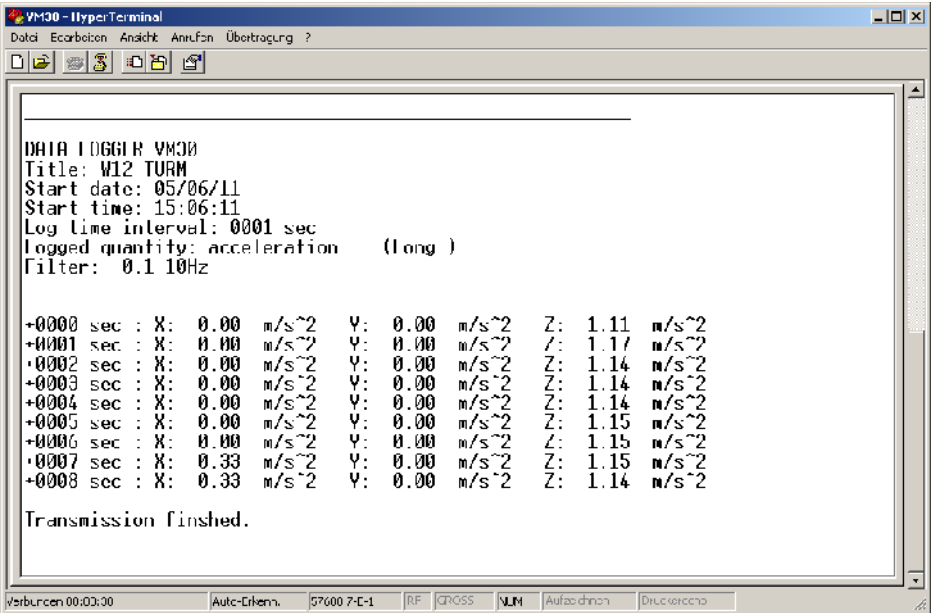 VM30 - HyperTerminal
Datei Bearbeiten Ansicht Anrufen Übertragung ?
DATA LOGGER VM30
Title: W12 TURM
Start date: 05/06/11
Start time: 15:06:11
Log time interval: 0001 sec
Logged quantity: acceleration (Long )
Filter: 0.1 10Hz
+0000 sec : X: 0.00 m/s^2 Y: 0.00 m/s^2 Z: 1.11 m/s^2
+0001 sec : X: 0.00 m/s^2 Y: 0.00 m/s^2 Z: 1.17 m/s^2
+0002 sec : X: 0.00 m/s^2 Y: 0.00 m/s^2 Z: 1.14 m/s^2
+0003 sec : X: 0.00 m/s^2 Y: 0.00 m/s^2 Z: 1.14 m/s^2
+0004 sec : X: 0.00 m/s^2 Y: 0.00 m/s^2 Z: 1.14 m/s^2
+0005 sec : X: 0.00 m/s^2 Y: 0.00 m/s^2 Z: 1.15 m/s^2
+0006 sec : X: 0.00 m/s^2 Y: 0.00 m/s^2 Z: 1.15 m/s^2
+0007 sec : X: 0.33 m/s^2 Y: 0.00 m/s^2 Z: 1.15 m/s^2
+0008 sec : X: 0.33 m/s^2 Y: 0.00 m/s^2 Z: 1.14 m/s^2
Transmission finshed.
Verbunden 00:00:30 Auto-Erkenn. 57600 7-E-1 RF GROSS NUM Aufzeichnen Druckerecho